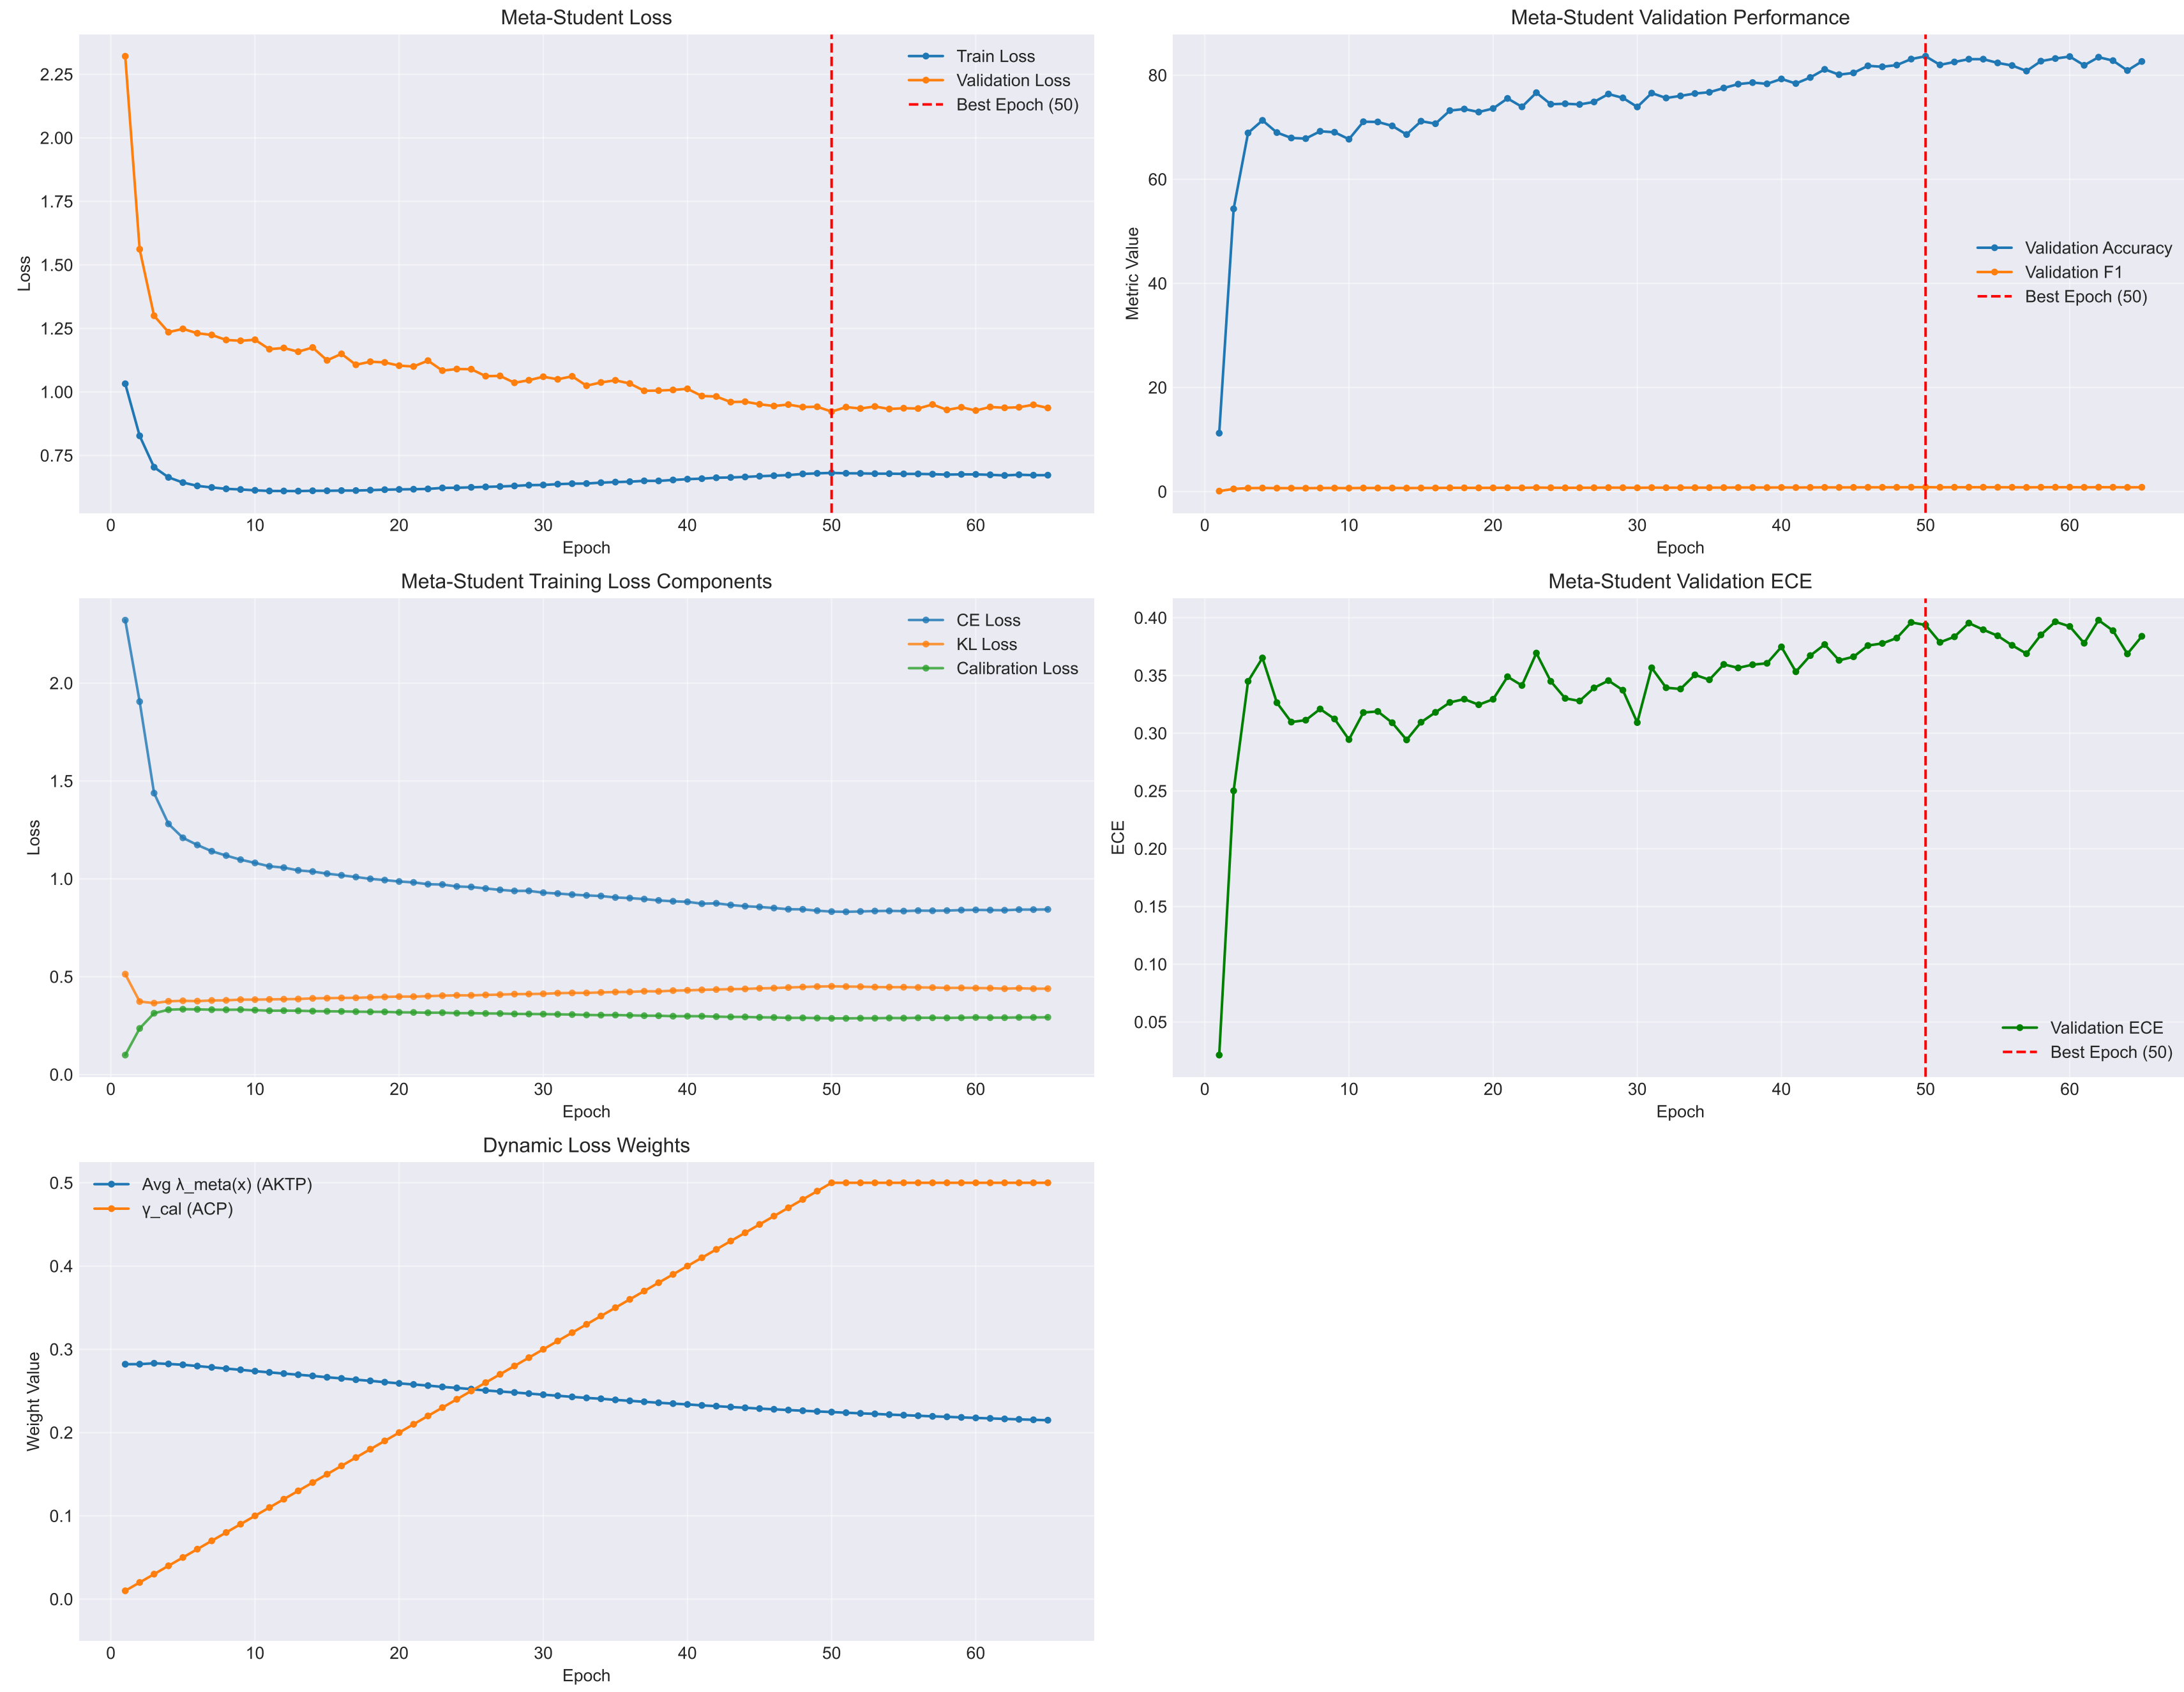 Meta-Student Loss
Loss
2.25
2.00
1.75
1.50
1.25
1.00
0.75
0 10 20 30 40 50 60
Epoch
Train Loss
Validation Loss
Best Epoch (50)
Meta-Student Validation Performance
Metric Value
80
60
40
20
0
0 10 20 30 40 50 60
Epoch
Validation Accuracy
Validation F1
Best Epoch (50)
Meta-Student Training Loss Components
Loss
2.0
1.5
1.0
0.5
0.0
0 10 20 30 40 50 60
Epoch
CE Loss
KL Loss
Calibration Loss
Meta-Student Validation ECE
ECE
0.40
0.35
0.30
0.25
0.20
0.15
0.10
0.05
0 10 20 30 40 50 60
Epoch
Validation ECE
Best Epoch (50)
Dynamic Loss Weights
Weight Value
0.5
0.4
0.3
0.2
0.1
0.0
0 10 20 30 40 50 60
Epoch
Avg λ_meta(x) (AKTP)
γ_cal (ACP)